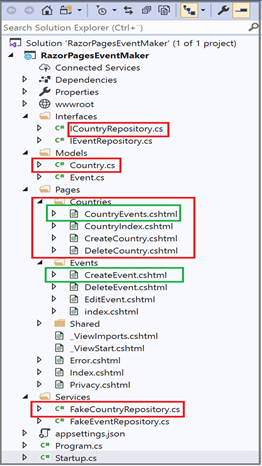 Search Solution Explorer (Ctrl+¨)
Solution 'RazorPagesEventMaker' (1 of 1 project)
RazorPagesEventMaker
Connected Services
Dependencies
Properties
wwwroot
Interfaces
C# ICountryRepository.cs
C# IEventRepository.cs
Models
C# Country.cs
C# Event.cs
Pages
Countries
CountryEvents.cshtml
CountryIndex.cshtml
CreateCountry.cshtml
DeleteCountry.cshtml
Events
CreateEvent.cshtml
DeleteEvent.cshtml
EditEvent.cshtml
index.cshtml
Shared
_ViewImports.cshtml
_ViewStart.cshtml
Error.cshtml
Index.cshtml
Privacy.cshtml
Services
C# FakeCountryRepository.cs
C# FakeEventRepository.cs
appsettings.json
C# Program.cs
C# Startup.cs